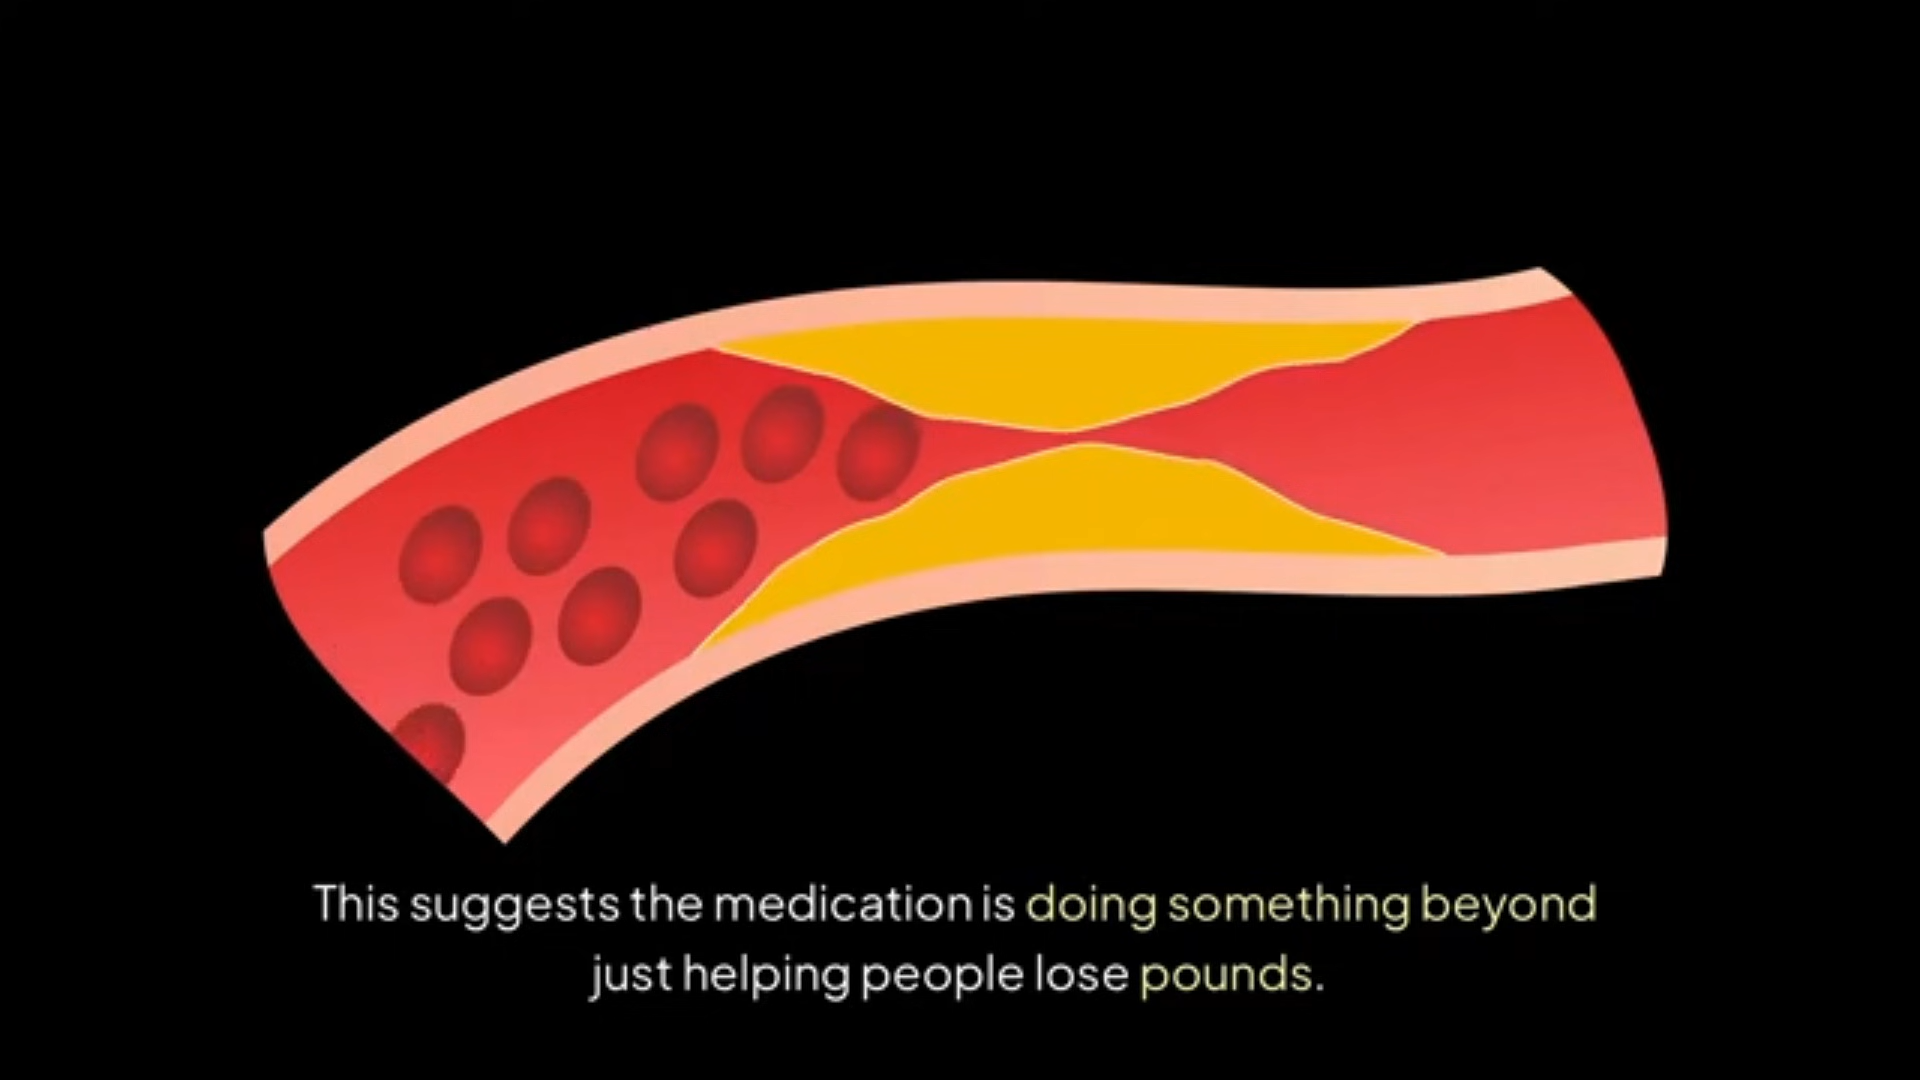 This suggests the medication is doing something beyond
just helping people lose pounds.